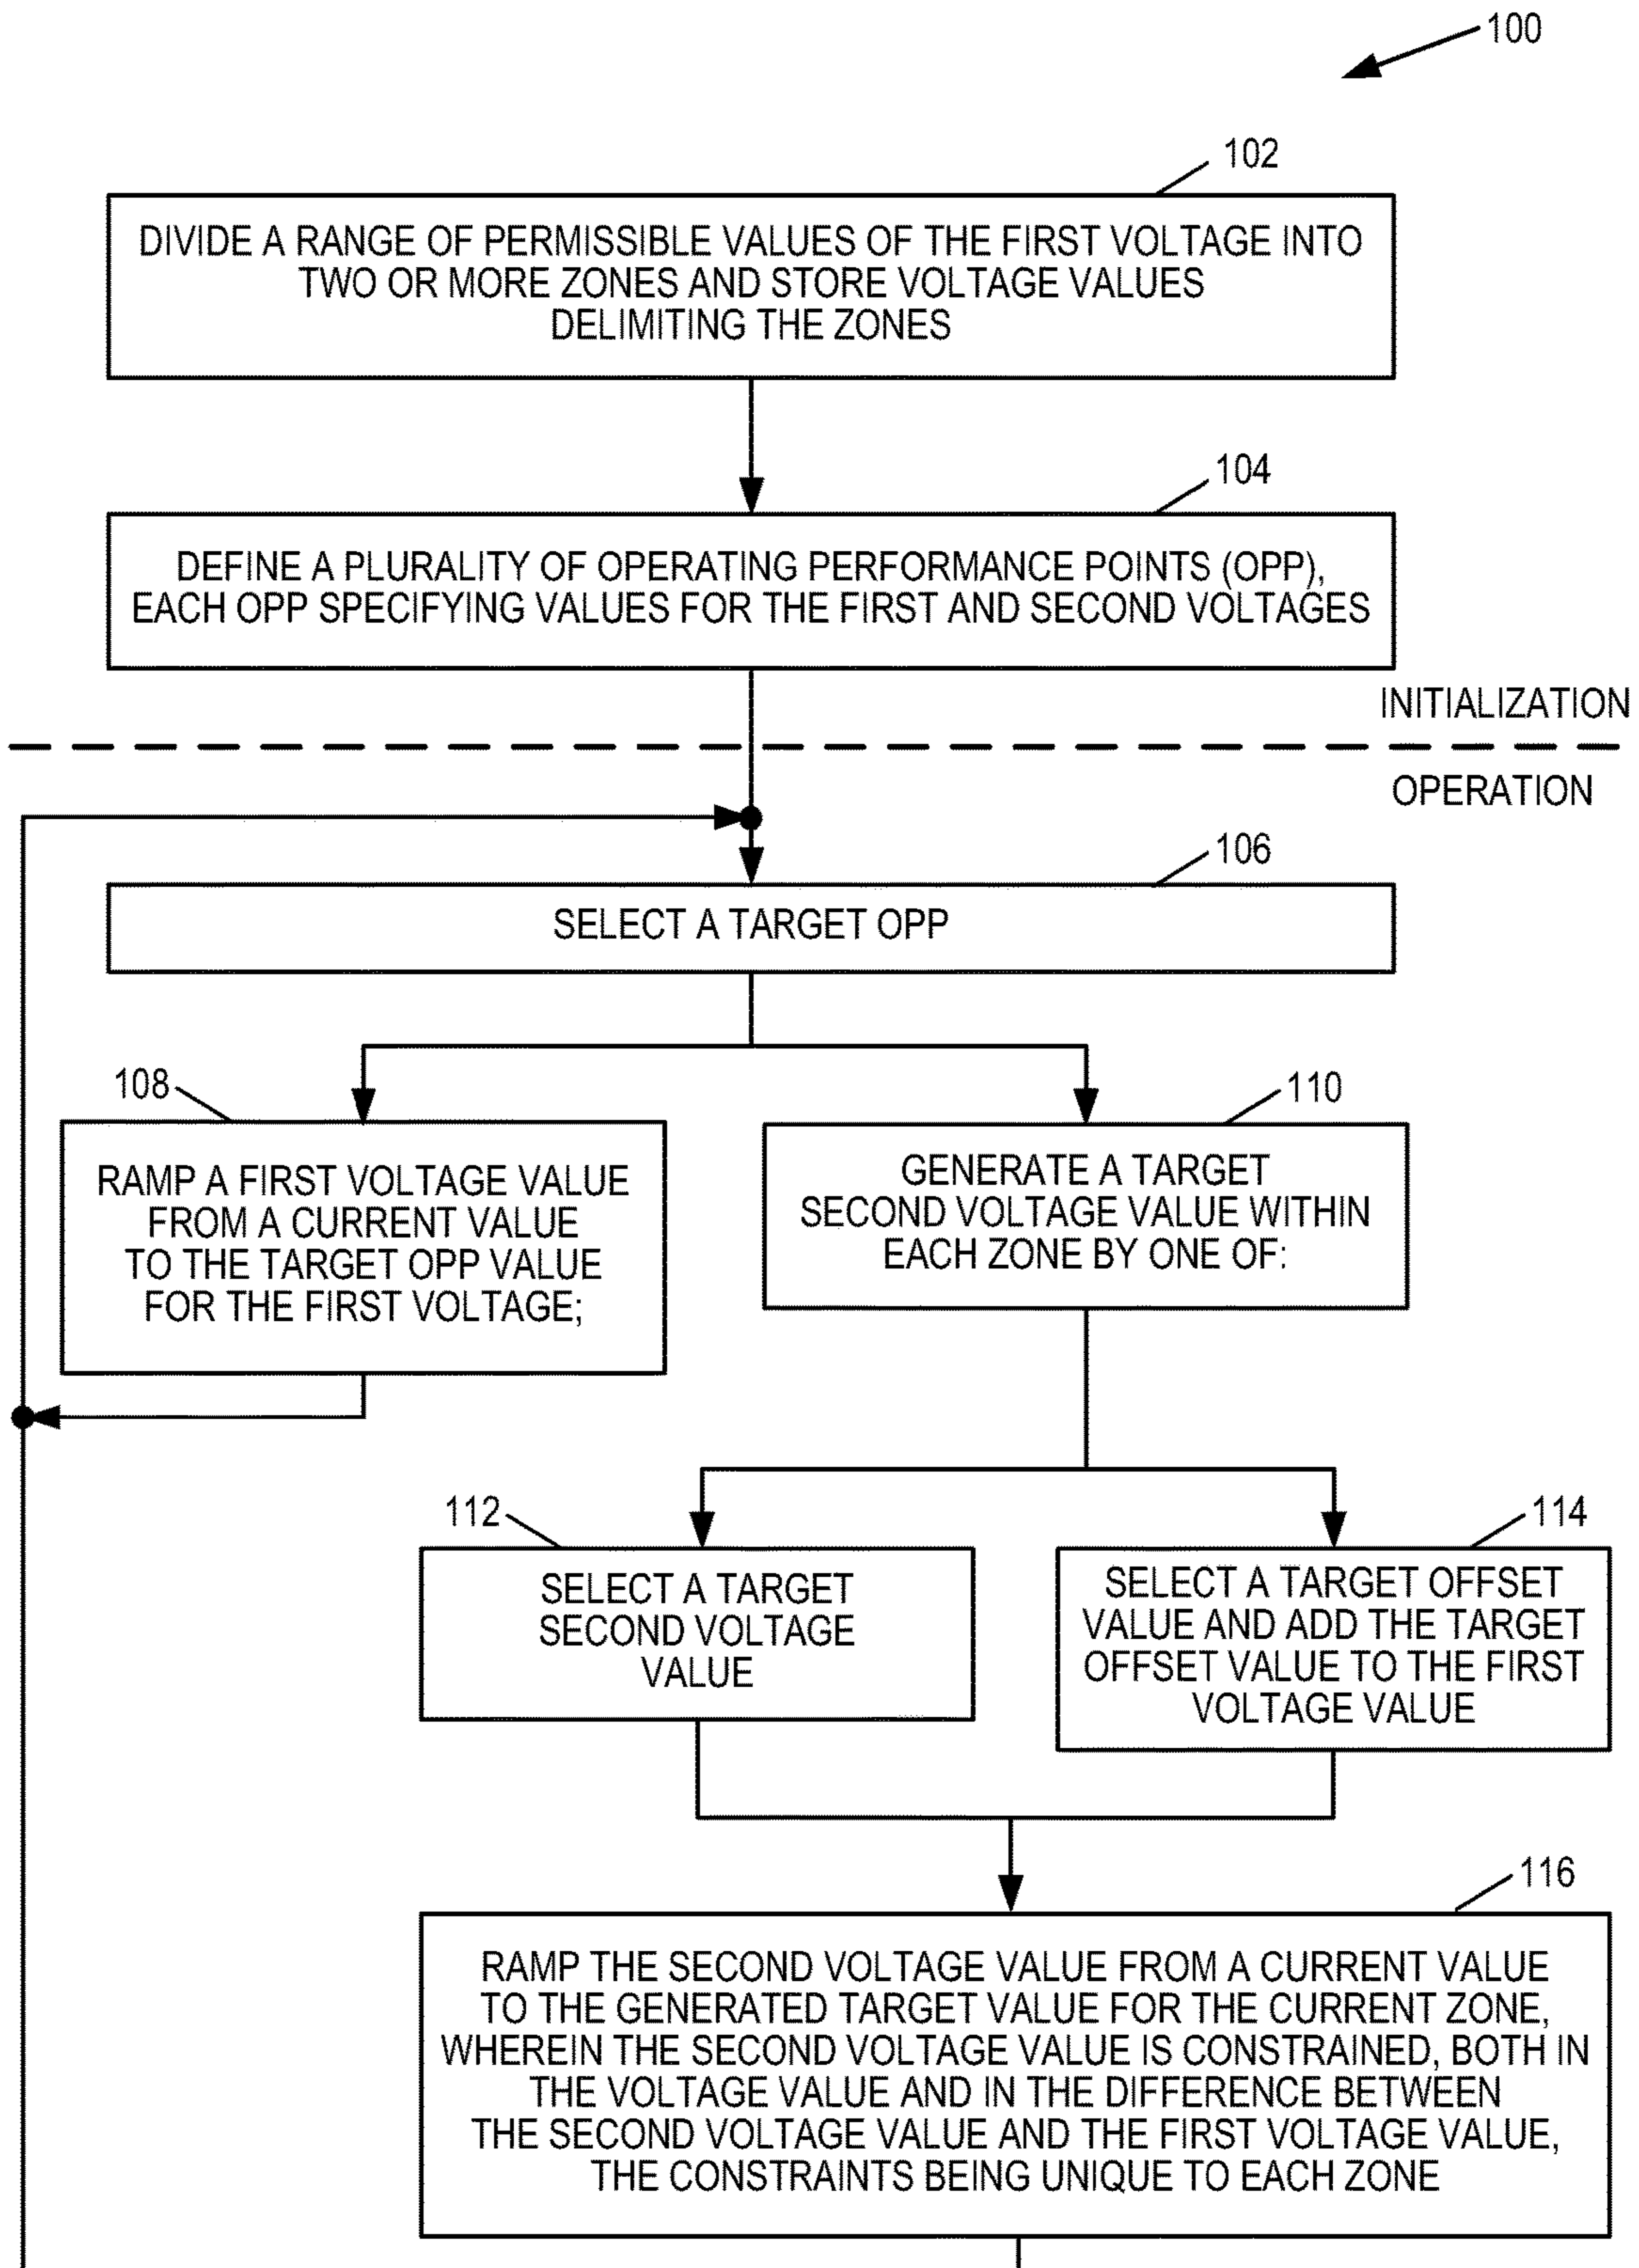 100
102
DIVIDE A RANGE OF PERMISSIBLE VALUES OF THE FIRST VOLTAGE INTO
TWO OR MORE ZONES AND STORE VOLTAGE VALUES
DELIMITING THE ZONES
104
DEFINE A PLURALITY OF OPERATING PERFORMANCE POINTS (OPP),
EACH OPP SPECIFYING VALUES FOR THE FIRST AND SECOND VOLTAGES
INITIALIZATION
OPERATION
106
SELECT A TARGET OPP
108
RAMP A FIRST VOLTAGE VALUE
FROM A CURRENT VALUE
TO THE TARGET OPP VALUE
FOR THE FIRST VOLTAGE;
110
GENERATE A TARGET
SECOND VOLTAGE VALUE WITHIN
EACH ZONE BY ONE OF:
112
SELECT A TARGET
SECOND VOLTAGE
VALUE
114
SELECT A TARGET OFFSET
VALUE AND ADD THE TARGET
OFFSET VALUE TO THE FIRST
VOLTAGE VALUE
116
RAMP THE SECOND VOLTAGE VALUE FROM A CURRENT VALUE
TO THE GENERATED TARGET VALUE FOR THE CURRENT ZONE,
WHEREIN THE SECOND VOLTAGE VALUE IS CONSTRAINED, BOTH IN
THE VOLTAGE VALUE AND IN THE DIFFERENCE BETWEEN
THE SECOND VOLTAGE VALUE AND THE FIRST VOLTAGE VALUE,
THE CONSTRAINTS BEING UNIQUE TO EACH ZONE